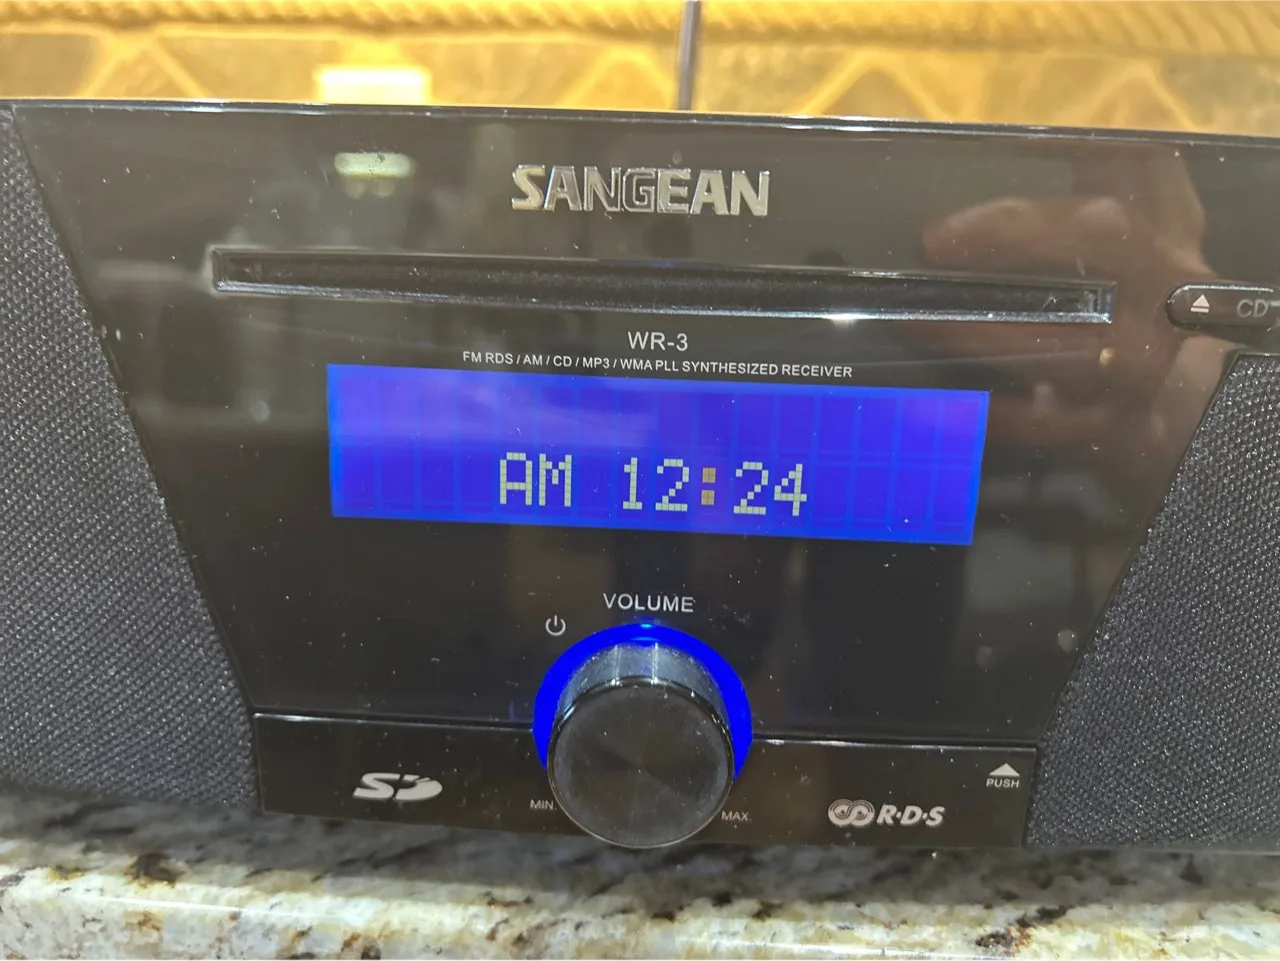 SANGEAN
CD
WR-3
FM RDS / AM / CD / MP3 / WMA PLL SYNTHESIZED RECEIVER
AM 12:24
VOLUME
PUSH
SD
MIN.
MAX.
R·D·S